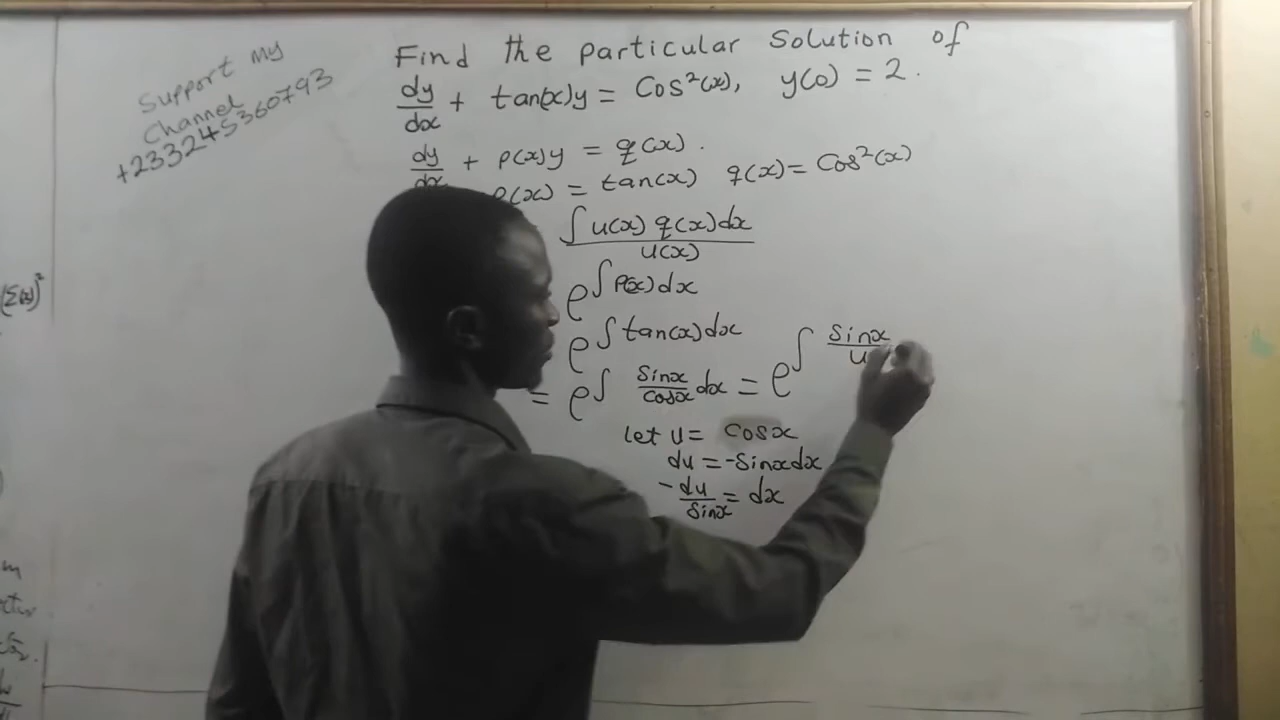 Support my
Channel
+233245360793
Find the particular Solution of
dy/dx + tan(x)y = Cos²(x), y(0) = 2.
dy/dx + p(x)y = q(x).
p(x) = tan(x) q(x) = Cos²(x)
∫ u(x) q(x)dx / u(x)
e^∫ p(x)dx
e^∫ tan(x)dx
= e^∫ Sinx/cosx dx = e^∫ Sinx/u
let u = cosx
du = -Sinxdx
-du/Sinx = dx
(Σ(x))²